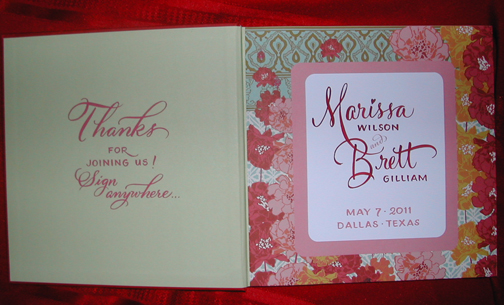 Thanks
FOR
JOINING US!
Sign
anywhere...
Marissa
WILSON
and
Brett
GILLIAM
MAY 7 · 2011
DALLAS · TEXAS